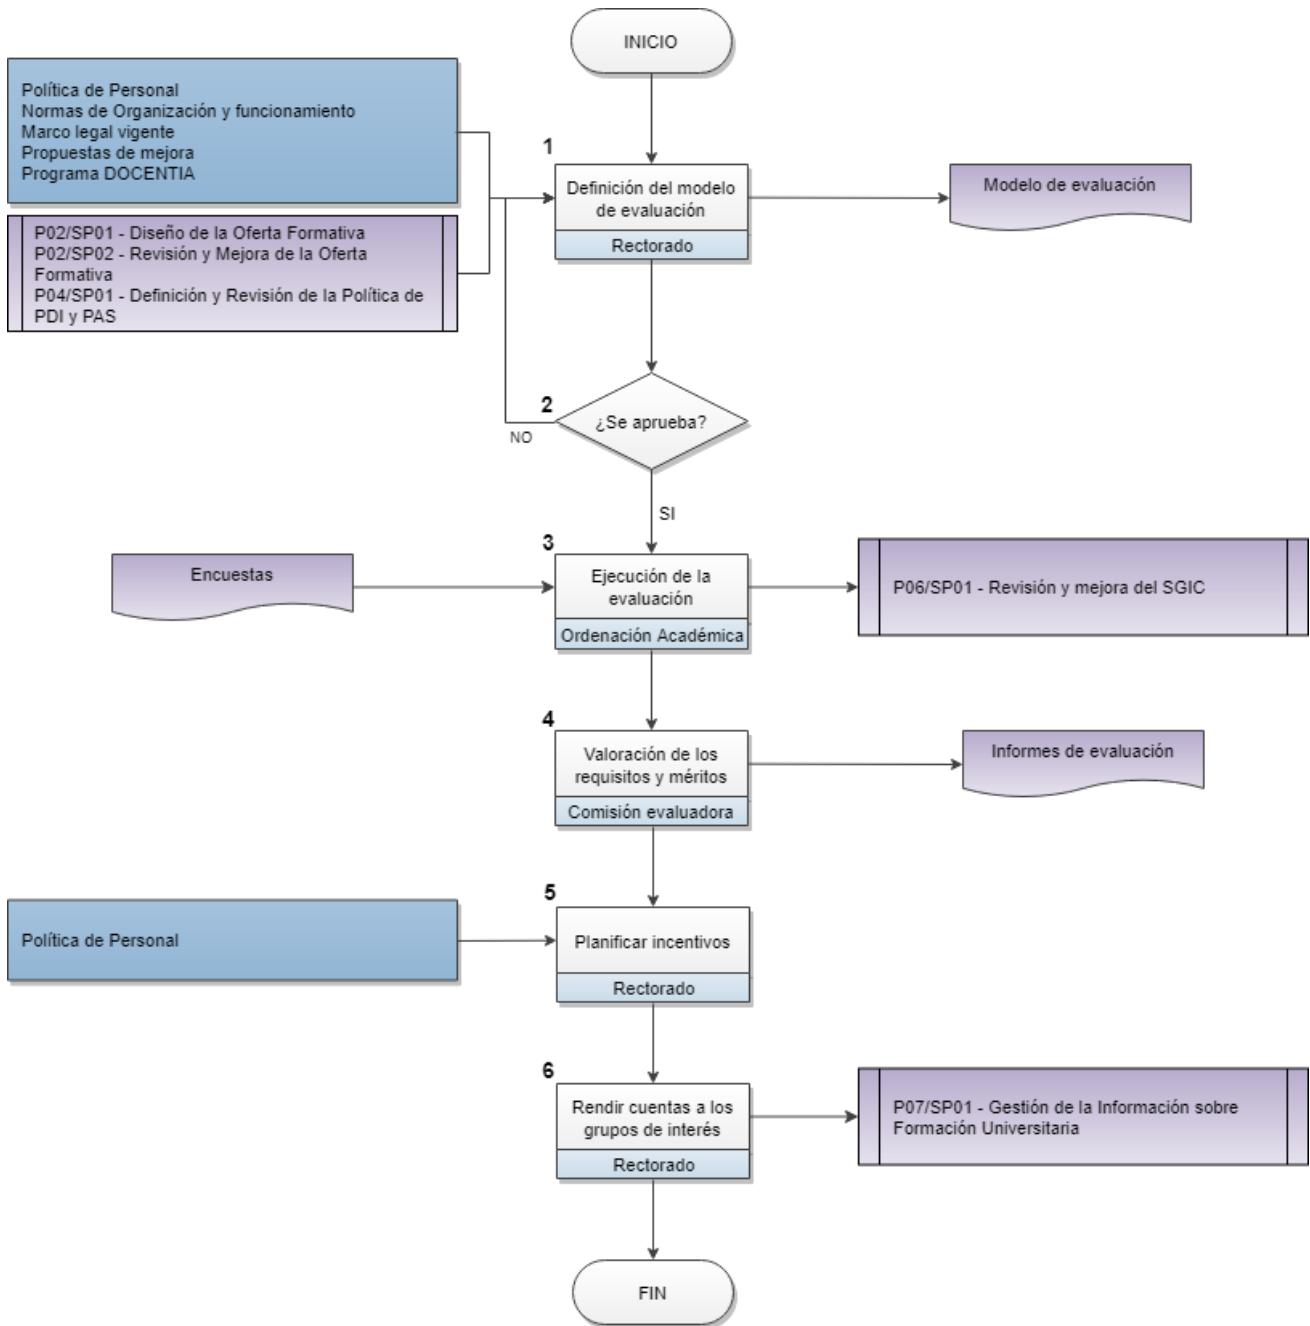 INICIO
Política de Personal
Normas de Organización y funcionamiento
Marco legal vigente
Propuestas de mejora
Programa DOCENTIA
1
Definición del modelo
de evaluación
Rectorado
Modelo de evaluación
P02/SP01 - Diseño de la Oferta Formativa
P02/SP02 - Revisión y Mejora de la Oferta
Formativa
P04/SP01 - Definición y Revisión de la Política de
PDI y PAS
2
¿Se aprueba?
NO
SI
3
Encuestas
Ejecución de la
evaluación
Ordenación Académica
P06/SP01 - Revisión y mejora del SGIC
4
Valoración de los
requisitos y méritos
Comisión evaluadora
Informes de evaluación
5
Política de Personal
Planificar incentivos
Rectorado
6
Rendir cuentas a los
grupos de interés
Rectorado
P07/SP01 - Gestión de la Información sobre
Formación Universitaria
FIN